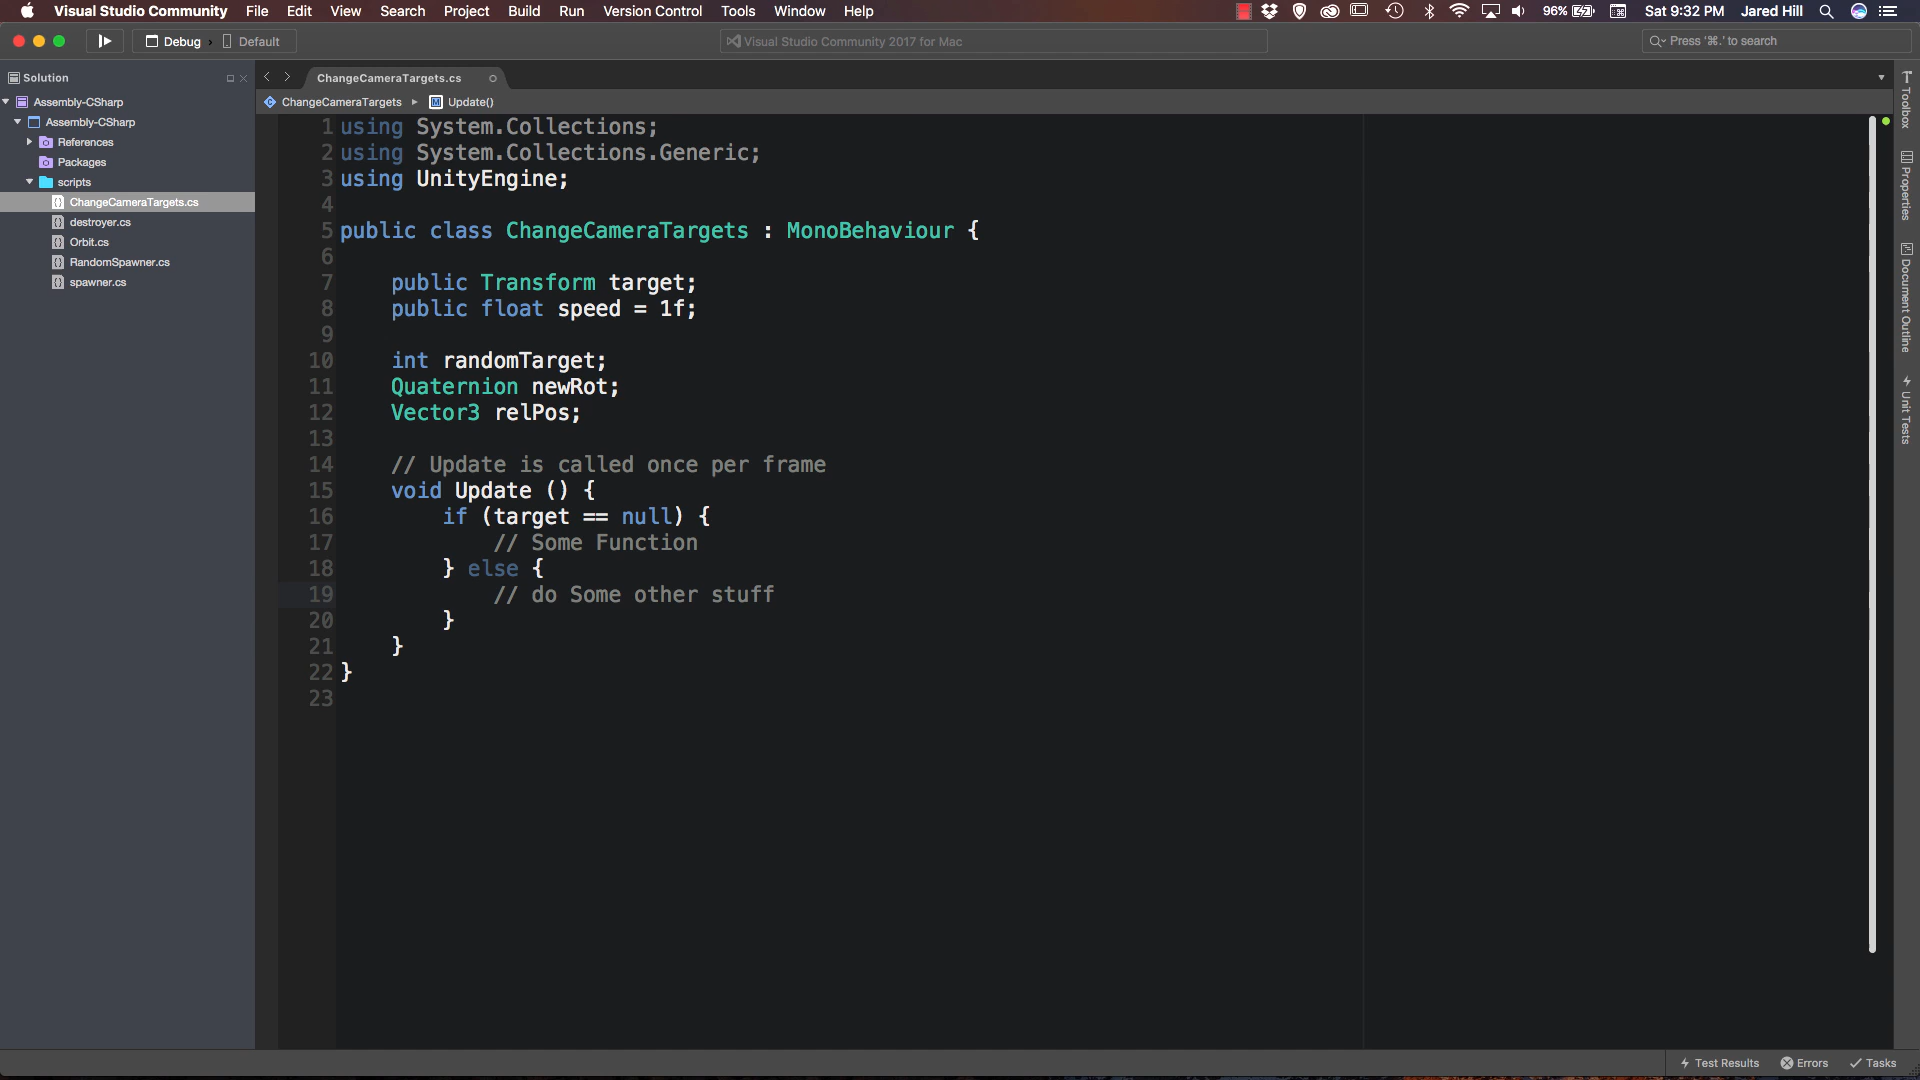 Visual Studio Community File Edit View Search Project Build Run Version Control Tools Window Help 96% Sat 9:32 PM Jared Hill
Debug › Default Visual Studio Community 2017 for Mac Press '⌘.' to search
Solution
Assembly-CSharp
Assembly-CSharp
References
Packages
scripts
ChangeCameraTargets.cs
destroyer.cs
Orbit.cs
RandomSpawner.cs
spawner.cs
ChangeCameraTargets.cs
ChangeCameraTargets ▸ M Update()
1 using System.Collections;
2 using System.Collections.Generic;
3 using UnityEngine;
4
5 public class ChangeCameraTargets : MonoBehaviour {
6
7 public Transform target;
8 public float speed = 1f;
9
10 int randomTarget;
11 Quaternion newRot;
12 Vector3 relPos;
13
14 // Update is called once per frame
15 void Update () {
16 if (target == null) {
17 // Some Function
18 } else {
19 // do Some other stuff
20 }
21 }
22 }
23
Toolbox
Properties
Document Outline
Unit Tests
Test Results Errors Tasks